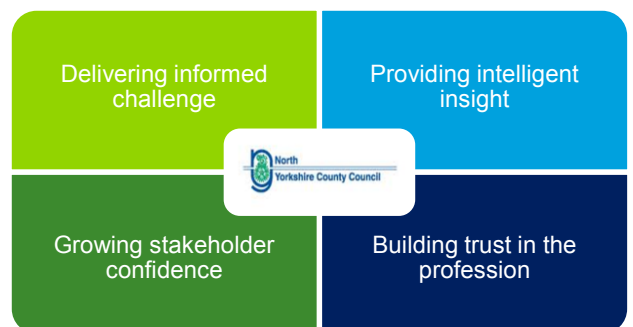 Delivering informed
challenge
Providing intelligent
insight
North
Yorkshire County Council
Growing stakeholder
confidence
Building trust in the
profession